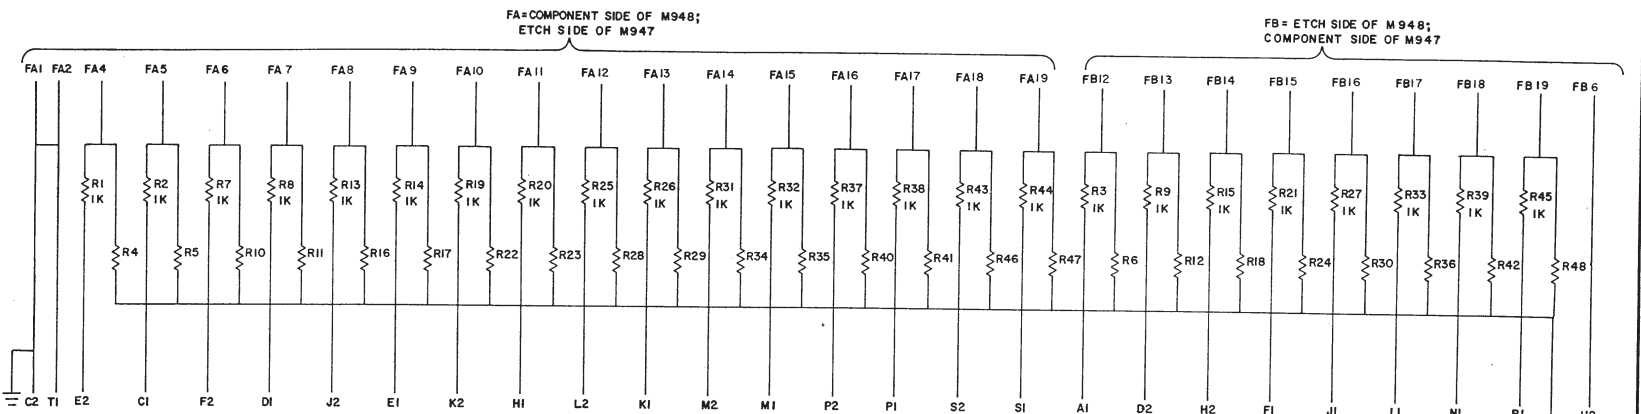 FA=COMPONENT SIDE OF M948;
ETCH SIDE OF M947
FB= ETCH SIDE OF M948;
COMPONENT SIDE OF M947
FA1 FA2 FA4 FA5 FA6 FA7 FA8 FA9 FA10 FA11 FA12 FA13 FA14 FA15 FA16 FA17 FA18 FA19 FB12 FB13 FB14 FB15 FB16 FB17 FB18 FB19 FB6
R1 R2 R7 R8 R13 R14 R19 R20 R25 R26 R31 R32 R37 R38 R43 R44 R3 R9 R15 R21 R27 R33 R39 R45
1K 1K 1K 1K 1K 1K 1K 1K 1K 1K 1K 1K 1K 1K 1K 1K 1K 1K 1K 1K 1K 1K 1K 1K
R4 R5 R10 R11 R16 R17 R22 R23 R28 R29 R34 R35 R40 R41 R46 R47 R6 R12 R18 R24 R30 R36 R42 R48
C2 T1 E2 C1 F2 D1 J2 E1 K2 H1 L2 K1 M2 M1 P2 P1 S2 S1 A1 D2 H2 F1 J1